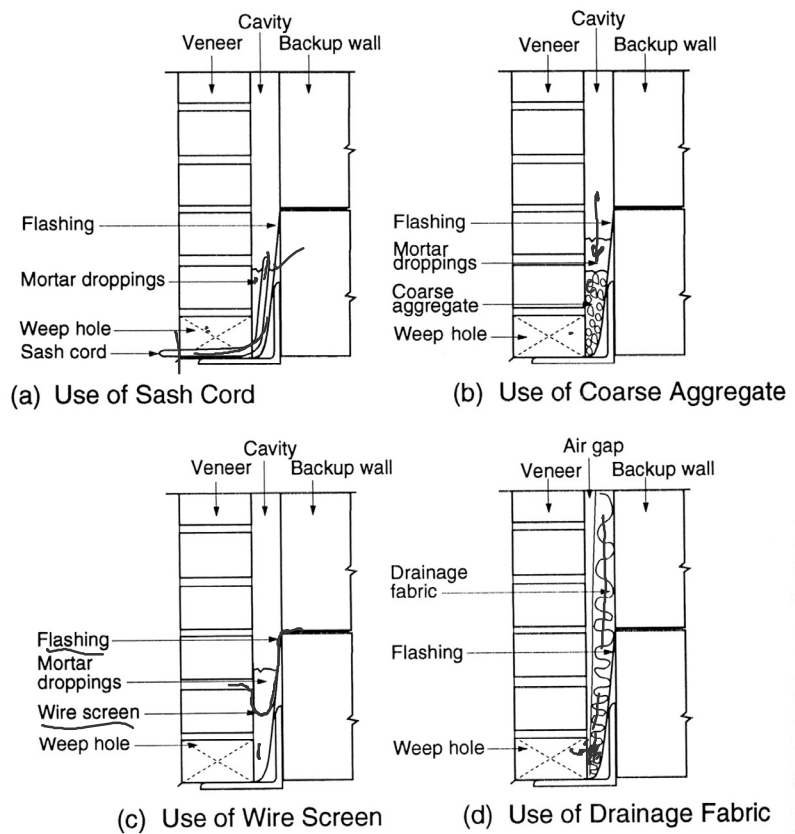 Cavity
Veneer Backup wall
Flashing
Mortar droppings
Weep hole
Sash cord
(a) Use of Sash Cord
Cavity
Veneer Backup wall
Flashing
Mortar
droppings
Coarse
aggregate
Weep hole
(b) Use of Coarse Aggregate
Cavity
Veneer Backup wall
Flashing
Mortar
droppings
Wire screen
Weep hole
(c) Use of Wire Screen
Air gap
Veneer Backup wall
Drainage
fabric
Flashing
Weep hole
(d) Use of Drainage Fabric